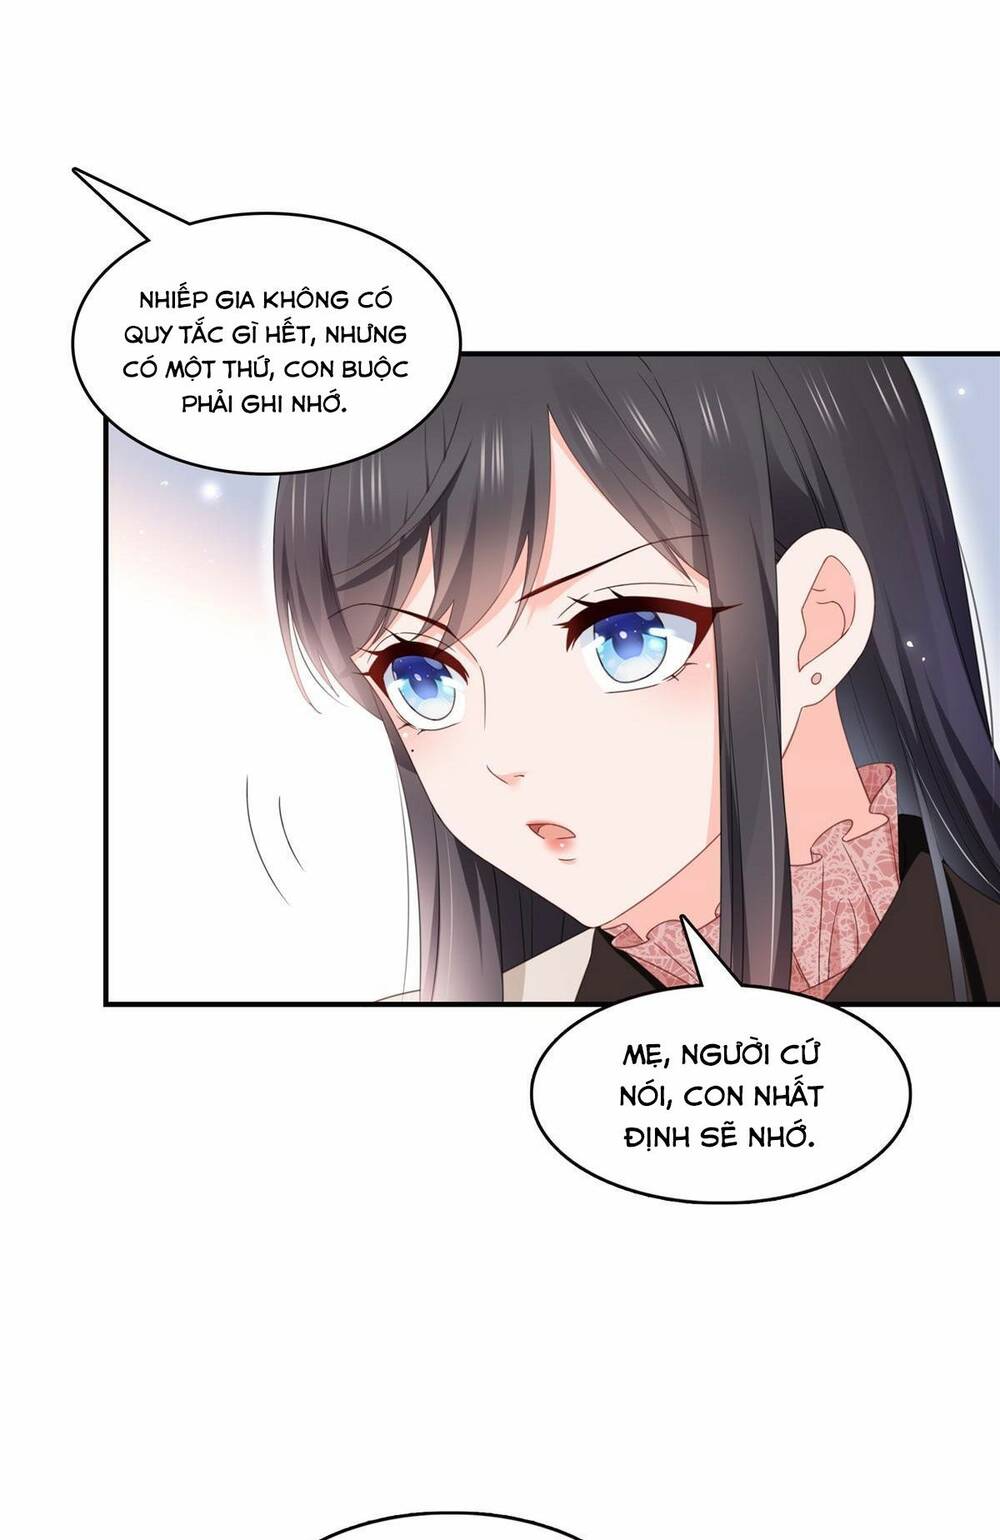 NHIẾP GIA KHÔNG CÓ
QUY TẮC GÌ HẾT, NHƯNG
CÓ MỘT THỨ, CON BUỘC
PHẢI GHI NHỚ.
MẸ, NGƯỜI CỨ
NÓI, CON NHẤT
ĐỊNH SẼ NHỚ.